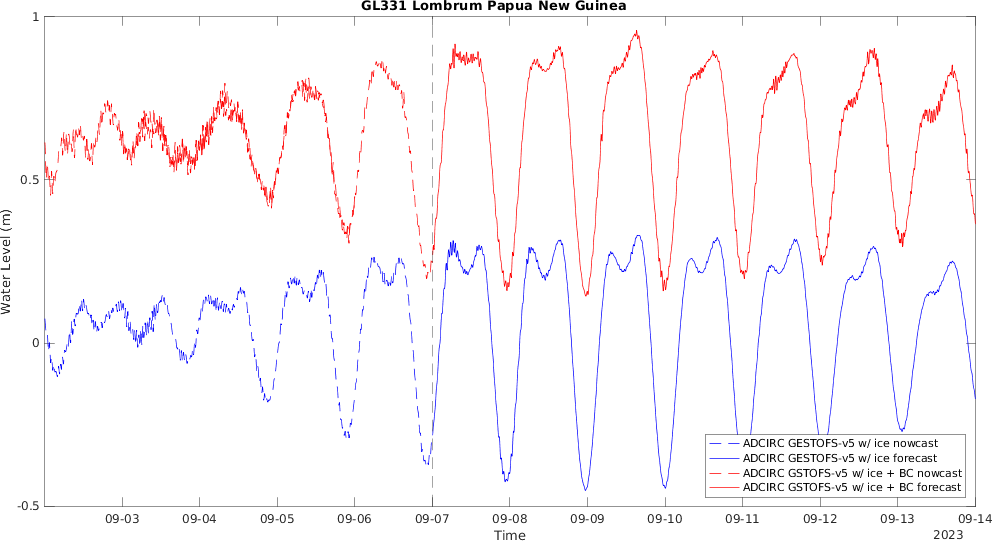 GL331 Lombrum Papua New Guinea
Water Level (m)
1
0.5
0
-0.5
ADCIRC GESTOFS-v5 w/ ice nowcast
ADCIRC GESTOFS-v5 w/ ice forecast
ADCIRC GSTOFS-v5 w/ ice + BC nowcast
ADCIRC GSTOFS-v5 w/ ice + BC forecast
09-03 09-04 09-05 09-06 09-07 09-08 09-09 09-10 09-11 09-12 09-13 09-14
Time
2023